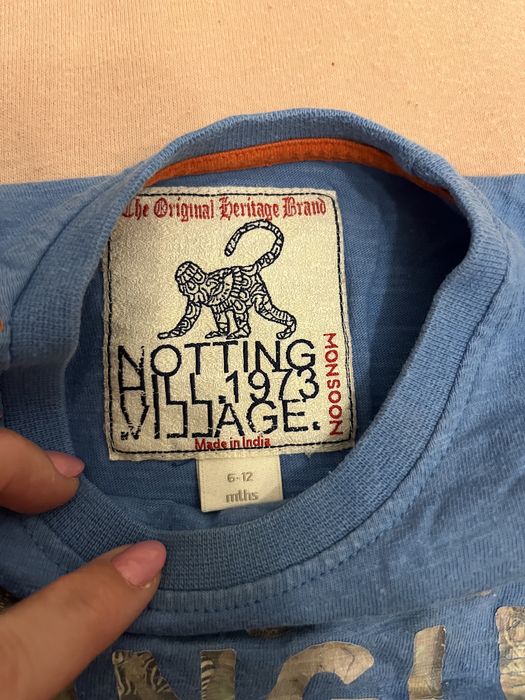 The Original Heritage Brand
NOTTING
HILL.1973
VILLAGE.
MONSOON
Made in India
6-12
mths